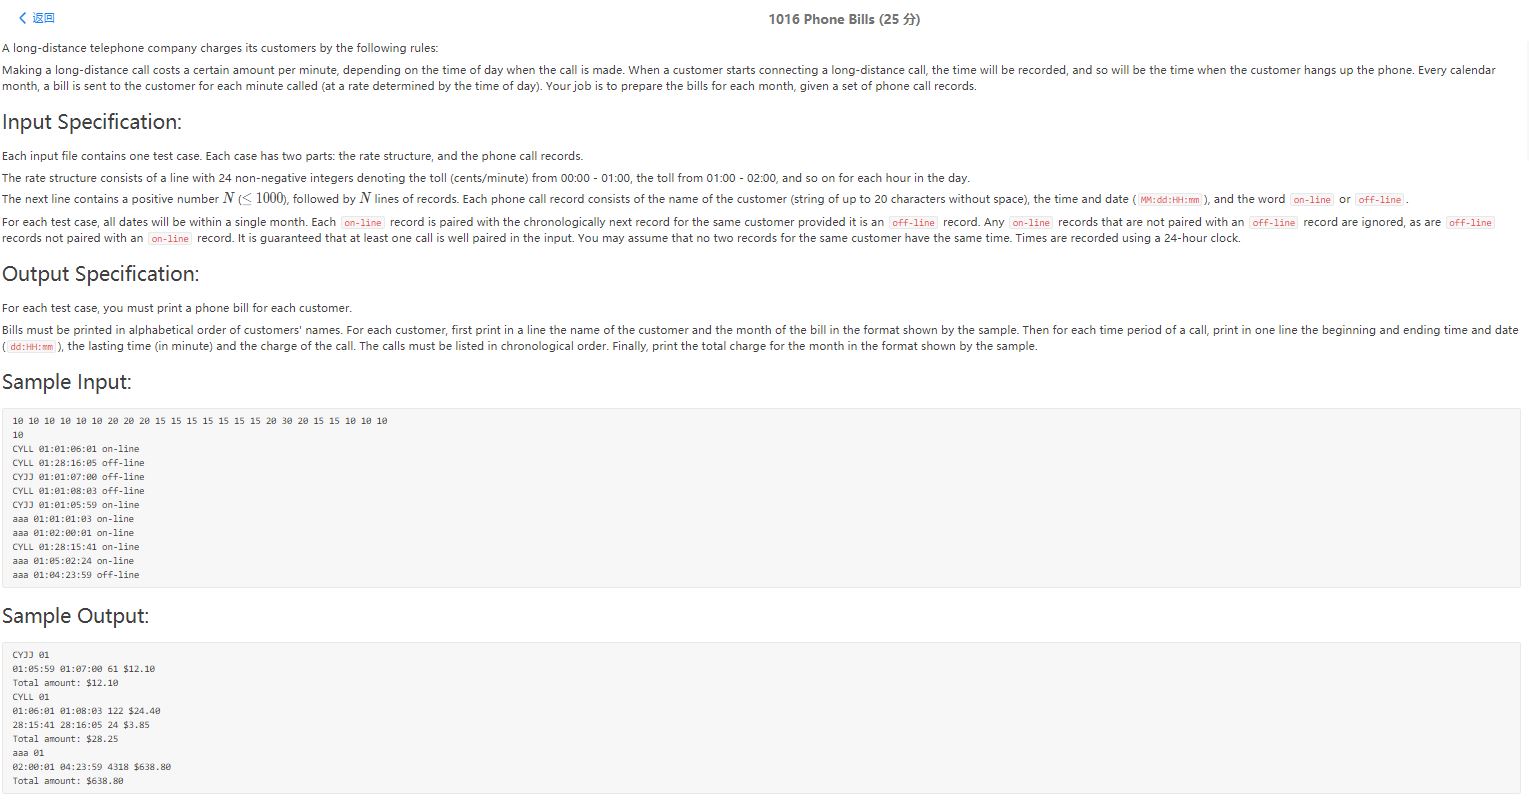 返回
1016 Phone Bills (25 分)
A long-distance telephone company charges its customers by the following rules:
Making a long-distance call costs a certain amount per minute, depending on the time of day when the call is made. When a customer starts connecting a long-distance call, the time will be recorded, and so will be the time when the customer hangs up the phone. Every calendar
month, a bill is sent to the customer for each minute called (at a rate determined by the time of day). Your job is to prepare the bills for each month, given a set of phone call records.
Input Specification:
Each input file contains one test case. Each case has two parts: the rate structure, and the phone call records.
The rate structure consists of a line with 24 non-negative integers denoting the toll (cents/minute) from 00:00 - 01:00, the toll from 01:00 - 02:00, and so on for each hour in the day.
The next line contains a positive number N (≤ 1000), followed by N lines of records. Each phone call record consists of the name of the customer (string of up to 20 characters without space), the time and date ( MM:dd:HH:mm ), and the word on-line or off-line .
For each test case, all dates will be within a single month. Each on-line record is paired with the chronologically next record for the same customer provided it is an off-line record. Any on-line records that are not paired with an off-line record are ignored, as are off-line
records not paired with an on-line record. It is guaranteed that at least one call is well paired in the input. You may assume that no two records for the same customer have the same time. Times are recorded using a 24-hour clock.
Output Specification:
For each test case, you must print a phone bill for each customer.
Bills must be printed in alphabetical order of customers' names. For each customer, first print in a line the name of the customer and the month of the bill in the format shown by the sample. Then for each time period of a call, print in one line the beginning and ending time and date
( dd:HH:mm ), the lasting time (in minute) and the charge of the call. The calls must be listed in chronological order. Finally, print the total charge for the month in the format shown by the sample.
Sample Input:
10 10 10 10 10 10 20 20 20 15 15 15 15 15 15 15 20 30 20 15 15 10 10 10
10
CYLL 01:01:06:01 on-line
CYLL 01:28:16:05 off-line
CYJJ 01:01:07:00 off-line
CYLL 01:01:08:03 off-line
CYJJ 01:01:05:59 on-line
aaa 01:01:01:03 on-line
aaa 01:02:00:01 on-line
CYLL 01:28:15:41 on-line
aaa 01:05:02:24 on-line
aaa 01:04:23:59 off-line
Sample Output:
CYJJ 01
01:05:59 01:07:00 61 $12.10
Total amount: $12.10
CYLL 01
01:06:01 01:08:03 122 $24.40
28:15:41 28:16:05 24 $3.85
Total amount: $28.25
aaa 01
02:00:01 04:23:59 4318 $638.80
Total amount: $638.80